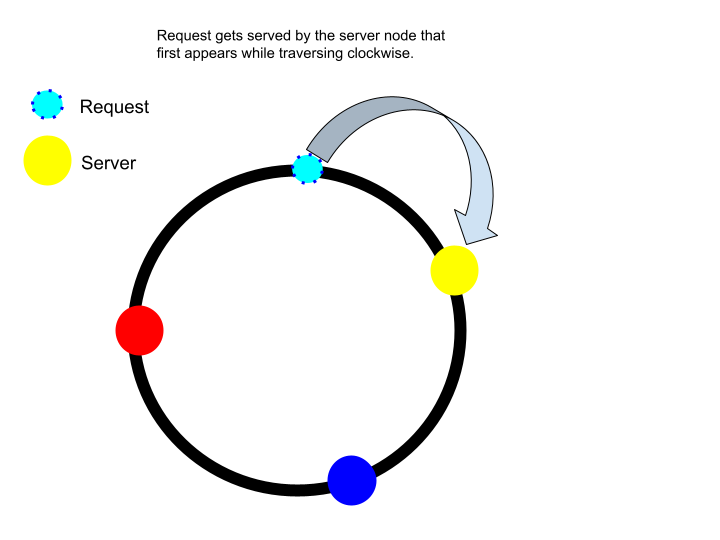 Request gets served by the server node that
first appears while traversing clockwise.
Request
Server